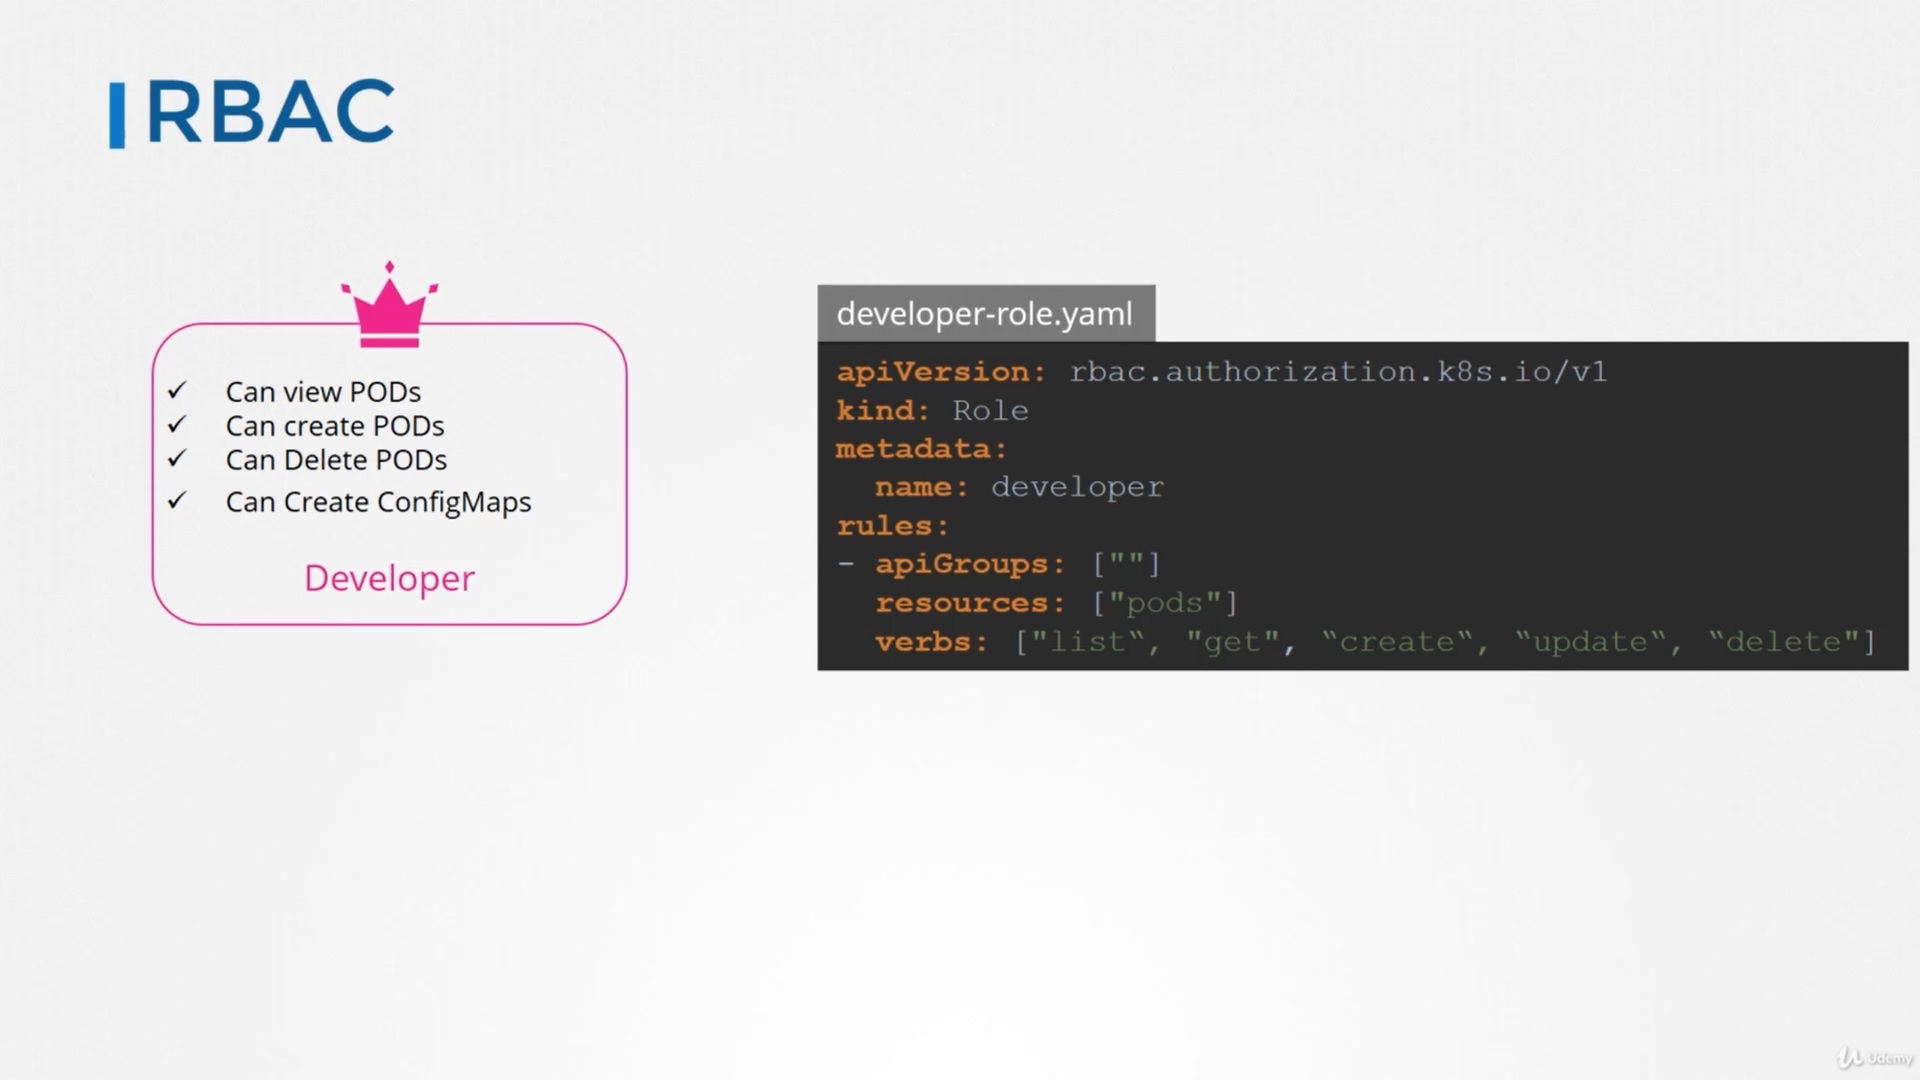 RBAC
✓ Can view PODs
✓ Can create PODs
✓ Can Delete PODs
✓ Can Create ConfigMaps
Developer
developer-role.yaml
apiVersion: rbac.authorization.k8s.io/v1
kind: Role
metadata:
  name: developer
rules:
- apiGroups: [""]
  resources: ["pods"]
  verbs: ["list“, "get", “create“, “update“, “delete"]
Udemy